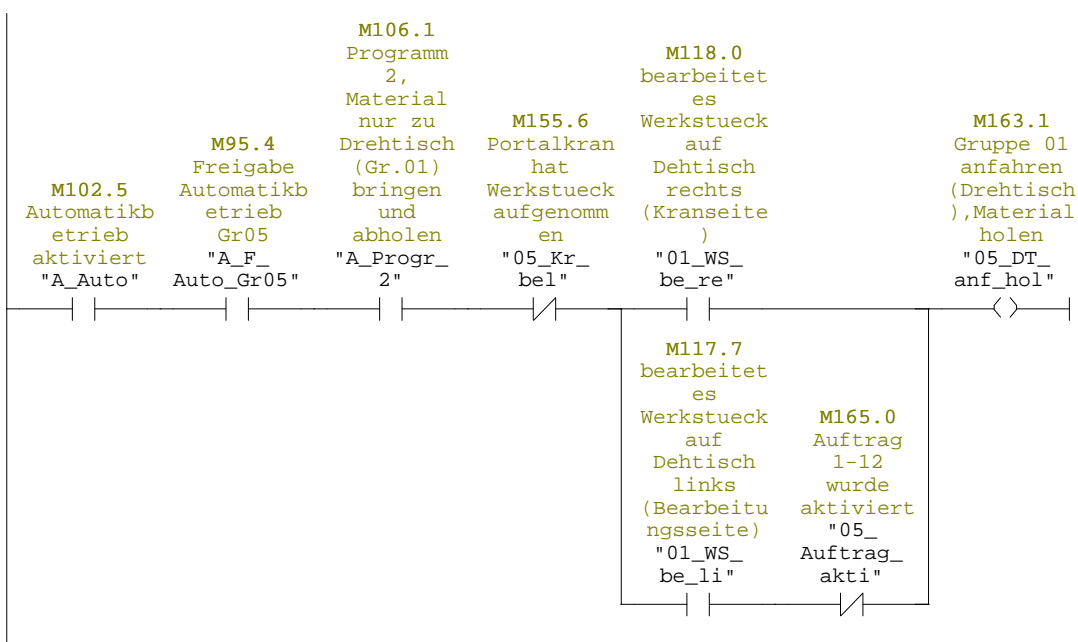 M102.5
Automatikb
etrieb
aktiviert
"A_Auto"
M95.4
Freigabe
Automatikb
etrieb
Gr05
"A_F_
Auto_Gr05"
M106.1
Programm
2,
Material
nur zu
Drehtisch
(Gr.01)
bringen
und
abholen
"A_Progr_
2"
M155.6
Portalkran
hat
Werkstueck
aufgenomm
en
"05_Kr_
bel"
M118.0
bearbeitet
es
Werkstueck
auf
Dehtisch
rechts
(Kranseite
)
"01_WS_
be_re"
M163.1
Gruppe 01
anfahren
(Drehtisch
),Material
holen
"05_DT_
anf_hol"
M117.7
bearbeitet
es
Werkstueck
auf
Dehtisch
links
(Bearbeitu
ngsseite)
"01_WS_
be_li"
M165.0
Auftrag
1-12
wurde
aktiviert
"05_
Auftrag_
akti"